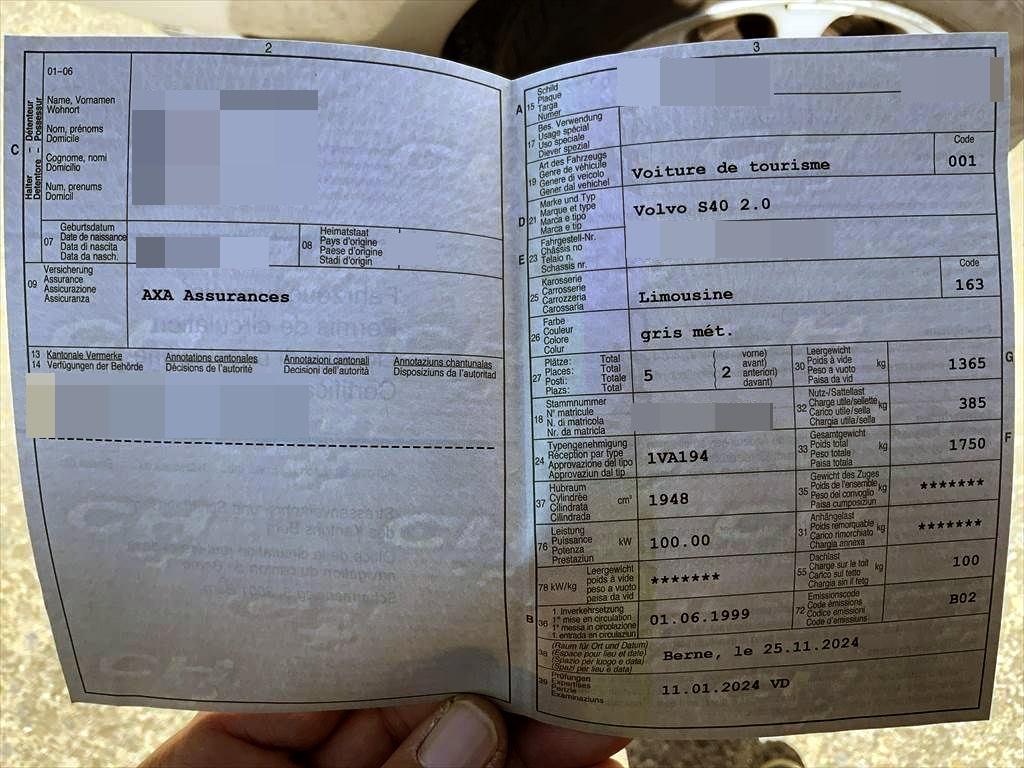 2
01-06
Name, Vornamen
Wohnort
Nom, prénoms
Domicile
Cognome, nomi
Domicilio
Num, prenums
Domicil
C
Halter – Détenteur
Detentore – Possessur
07
Geburtsdatum
Date de naissance
Data di nascita
Data da nasch.
08
Heimatstaat
Pays d'origine
Paese d'origine
Stadi d'origin
09
Versicherung
Assurance
Assicurazione
Assicuranza
AXA Assurances
13 Kantonale Vermerke Annotations cantonales Annotazioni cantonali Annotaziuns chantunalas
14 Verfügungen der Behörde Décisions de l'autorité Decisioni dell'autorità Disposiziuns da l'autoritad
3
A
15
Schild
Plaque
Targa
Numer
17
Bes. Verwendung
Usage spécial
Uso speciale
Diever spezial
19
Art des Fahrzeugs
Genre de véhicule
Genere di veicolo
Gener dal vehichel
Voiture de tourisme
Code
001
D
21
Marke und Typ
Marque et type
Marca e tipo
Marca e tip
Volvo S40 2.0
E
23
Fahrgestell-Nr.
Châssis no
Telaio n.
Schassis nr.
25
Karosserie
Carrosserie
Carrozzeria
Carossaria
Limousine
Code
163
26
Farbe
Couleur
Colore
Colur
gris mét.
27
Plätze: Total
Places: Total
Posti: Totale
Plazs: Total
5
2
vorne)
avant)
anteriori)
davant)
G
30
Leergewicht
Poids à vide
Peso a vuoto
Paisa da vid
kg
1365
18
Stammnummer
N° matricule
N. di matricola
Nr. da matricla
32
Nutz-/Sattellast
Charge utile/sellette
Carico utile/sella
Chargia utila/sella
kg
385
24
Typengenehmigung
Réception par type
Approvazione del tipo
Approvaziun dal tip
1VA194
F
33
Gesamtgewicht
Poids total
Peso totale
Paisa totala
kg
1750
37
Hubraum
Cylindrée
Cilindrata
Cilindrada
cm³
1948
35
Gewicht des Zuges
Poids de l'ensemble
Peso del convoglio
Paisa cumposiziun
kg
*******
76
Leistung
Puissance
Potenza
Prestaziun
kW
100.00
31
Anhängelast
Poids remorquable
Carico rimorchiato
Chargia annexa
kg
*******
78 kW/kg
Leergewicht
poids à vide
peso a vuoto
paisa da vid
*******
55
Dachlast
Charge sur le toit
Carico sul tetto
Chargia sin il tetg
kg
100
B
36
1. Inverkehrsetzung
1re mise en circulation
1a messa in circolazione
1. entrada en circulaziun
01.06.1999
72
Emissionscode
Code émissions
Codice emissioni
Code d'emissiuns
B02
38
(Raum für Ort und Datum)
(Espace pour lieu et date)
(Spazio per luogo e data)
(Spazi per lieu e data)
Berne, le 25.11.2024
39
Prüfungen
Expertises
Perizie
Examinaziuns
11.01.2024 VD